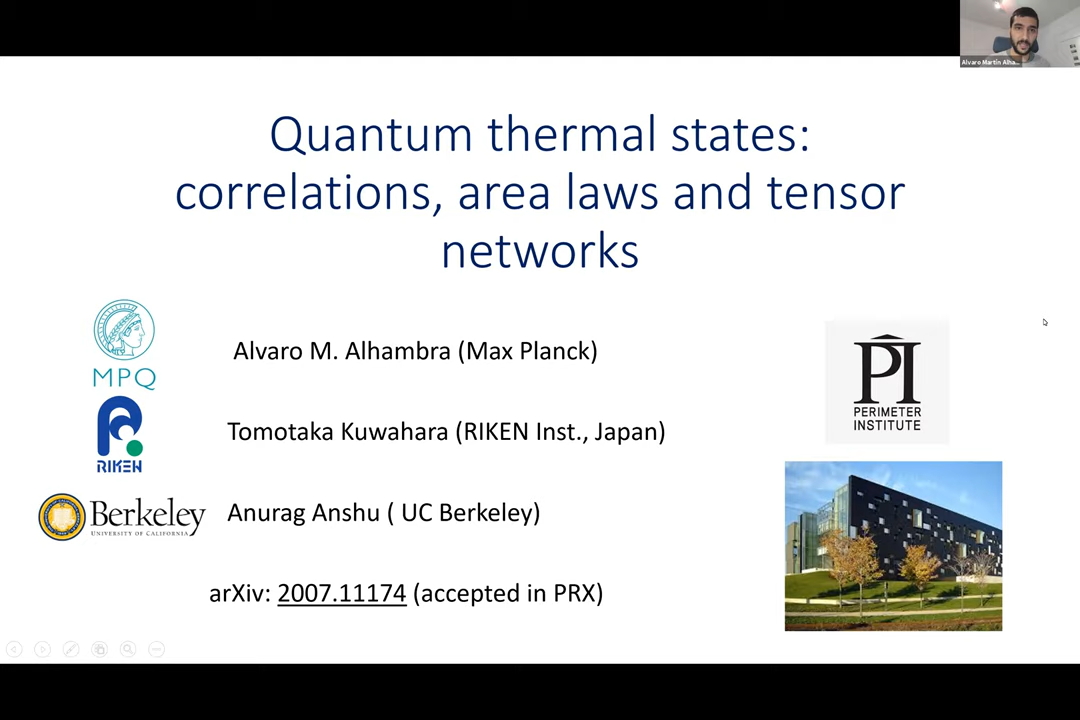 Alvaro Martin Alha...
Quantum thermal states:
correlations, area laws and tensor
networks
MPQ
Alvaro M. Alhambra (Max Planck)
RIKEN
Tomotaka Kuwahara (RIKEN Inst., Japan)
Berkeley
UNIVERSITY OF CALIFORNIA
Anurag Anshu ( UC Berkeley)
arXiv: 2007.11174 (accepted in PRX)
PI
PERIMETER
INSTITUTE